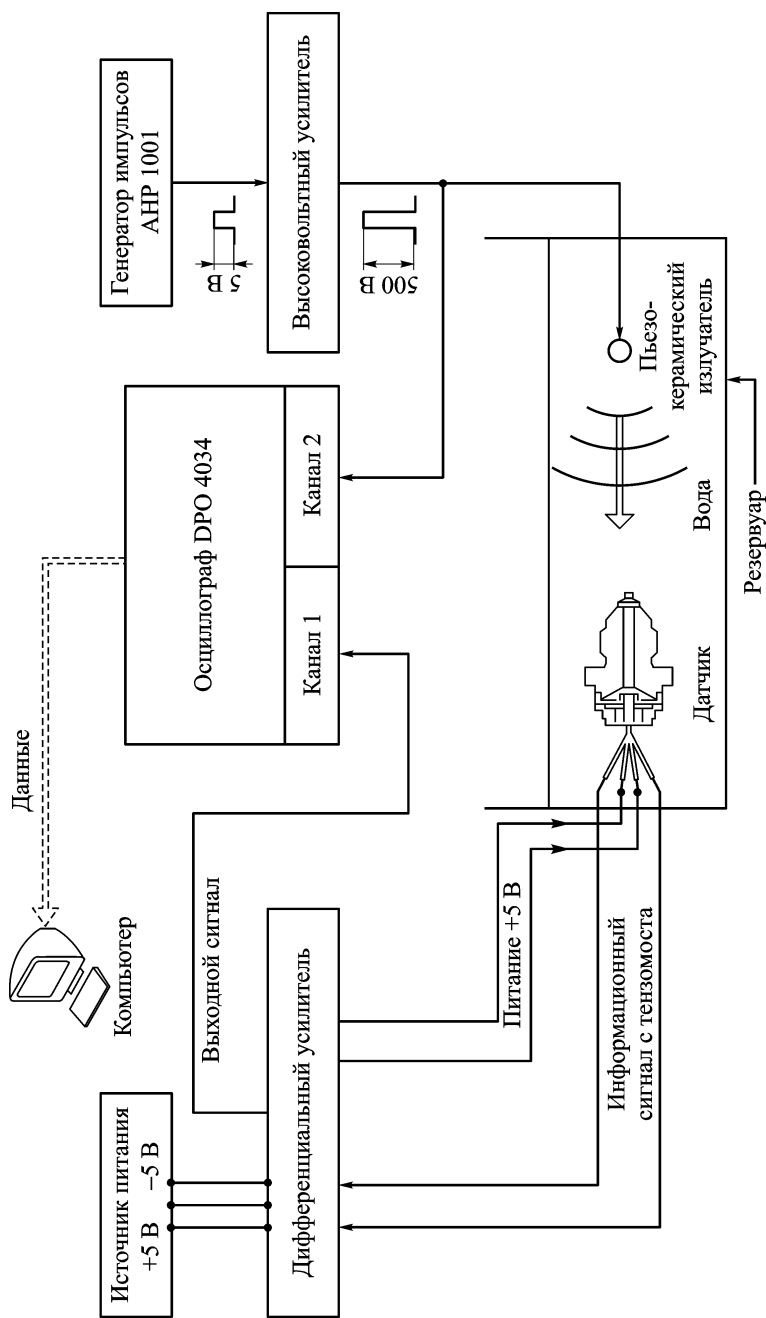 Источник питания
+5 В –5 В
Компьютер
Данные
Осциллограф DPO 4034
Канал 1
Канал 2
Генератор импульсов
АНР 1001
5 В
Высоковольтный усилитель
500 В
Выходной сигнал
Дифференциальный усилитель
Питание +5 В
Информационный
сигнал с тензомоста
Датчик
Вода
Пьезо-
керамический
излучатель
Резервуар